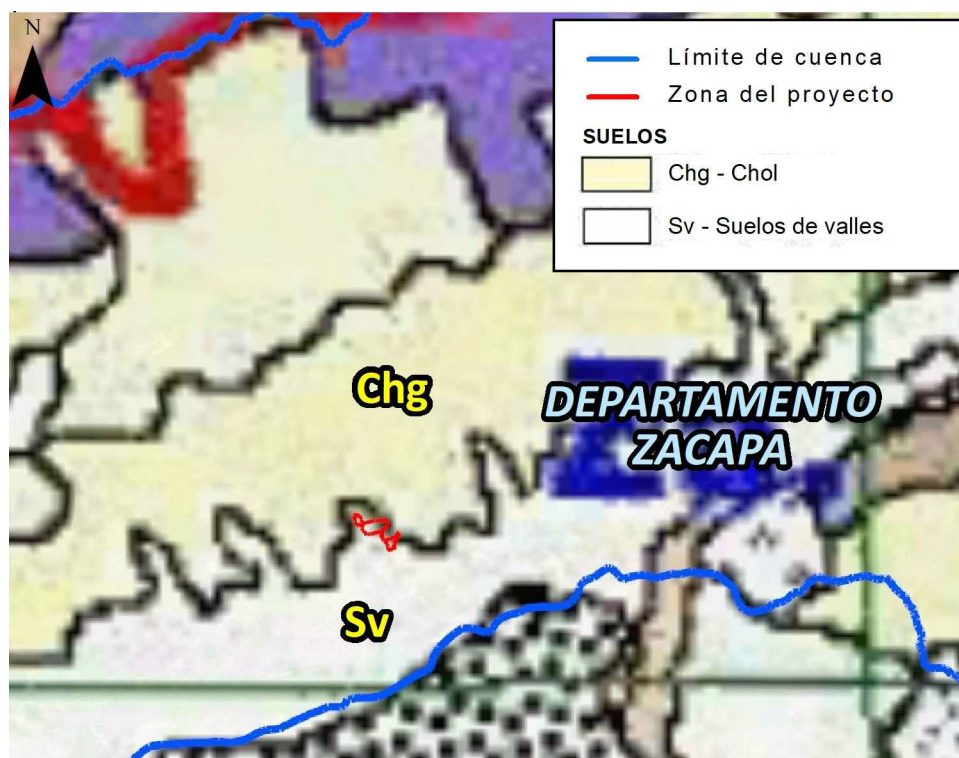 N
Límite de cuenca
Zona del proyecto
SUELOS
Chg - Chol
Sv - Suelos de valles
Chg
DEPARTAMENTO
ZACAPA
Sv